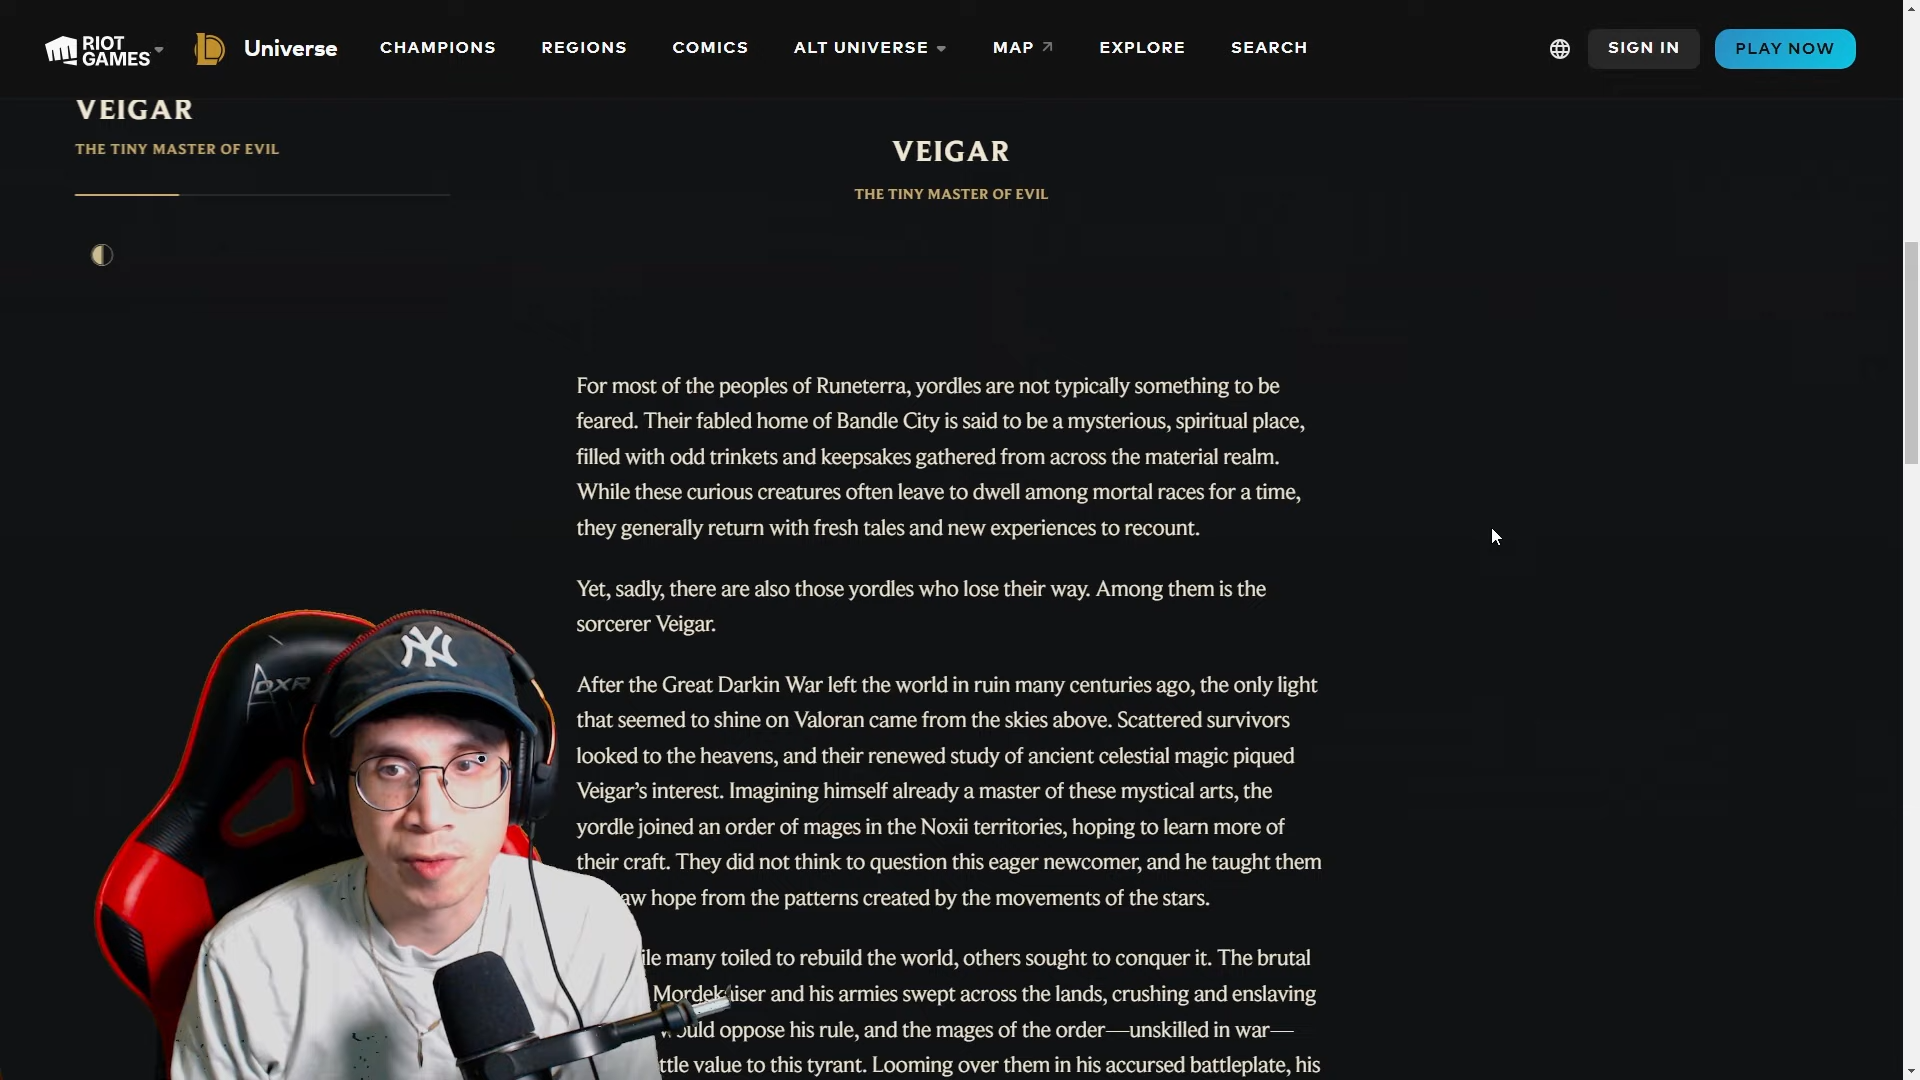 RIOT GAMES
Universe
CHAMPIONS
REGIONS
COMICS
ALT UNIVERSE
MAP
EXPLORE
SEARCH
SIGN IN
PLAY NOW
VEIGAR
THE TINY MASTER OF EVIL
VEIGAR
THE TINY MASTER OF EVIL
For most of the peoples of Runeterra, yordles are not typically something to be
feared. Their fabled home of Bandle City is said to be a mysterious, spiritual place,
filled with odd trinkets and keepsakes gathered from across the material realm.
While these curious creatures often leave to dwell among mortal races for a time,
they generally return with fresh tales and new experiences to recount.
Yet, sadly, there are also those yordles who lose their way. Among them is the
sorcerer Veigar.
After the Great Darkin War left the world in ruin many centuries ago, the only light
that seemed to shine on Valoran came from the skies above. Scattered survivors
looked to the heavens, and their renewed study of ancient celestial magic piqued
Veigar’s interest. Imagining himself already a master of these mystical arts, the
yordle joined an order of mages in the Noxii territories, hoping to learn more of
their craft. They did not think to question this eager newcomer, and he taught them
hope from the patterns created by the movements of the stars.
many toiled to rebuild the world, others sought to conquer it. The brutal
Mordekaiser and his armies swept across the lands, crushing and enslaving
oppose his rule, and the mages of the order—unskilled in war—
value to this tyrant. Looming over them in his accursed battleplate, his
DXR
NY